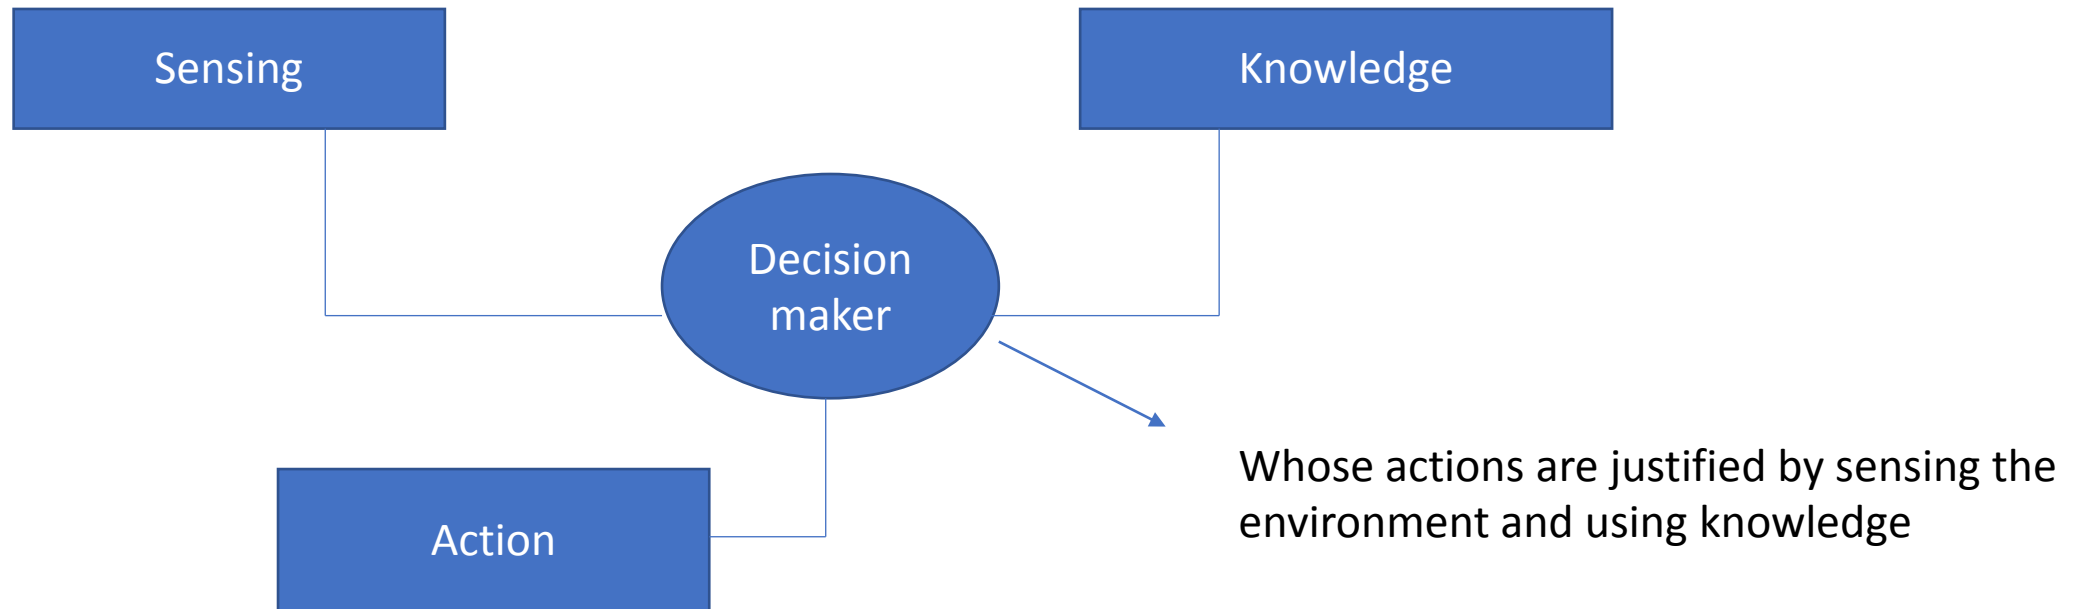 Sensing
Knowledge
Decision
maker
Whose actions are justified by sensing the
environment and using knowledge
Action